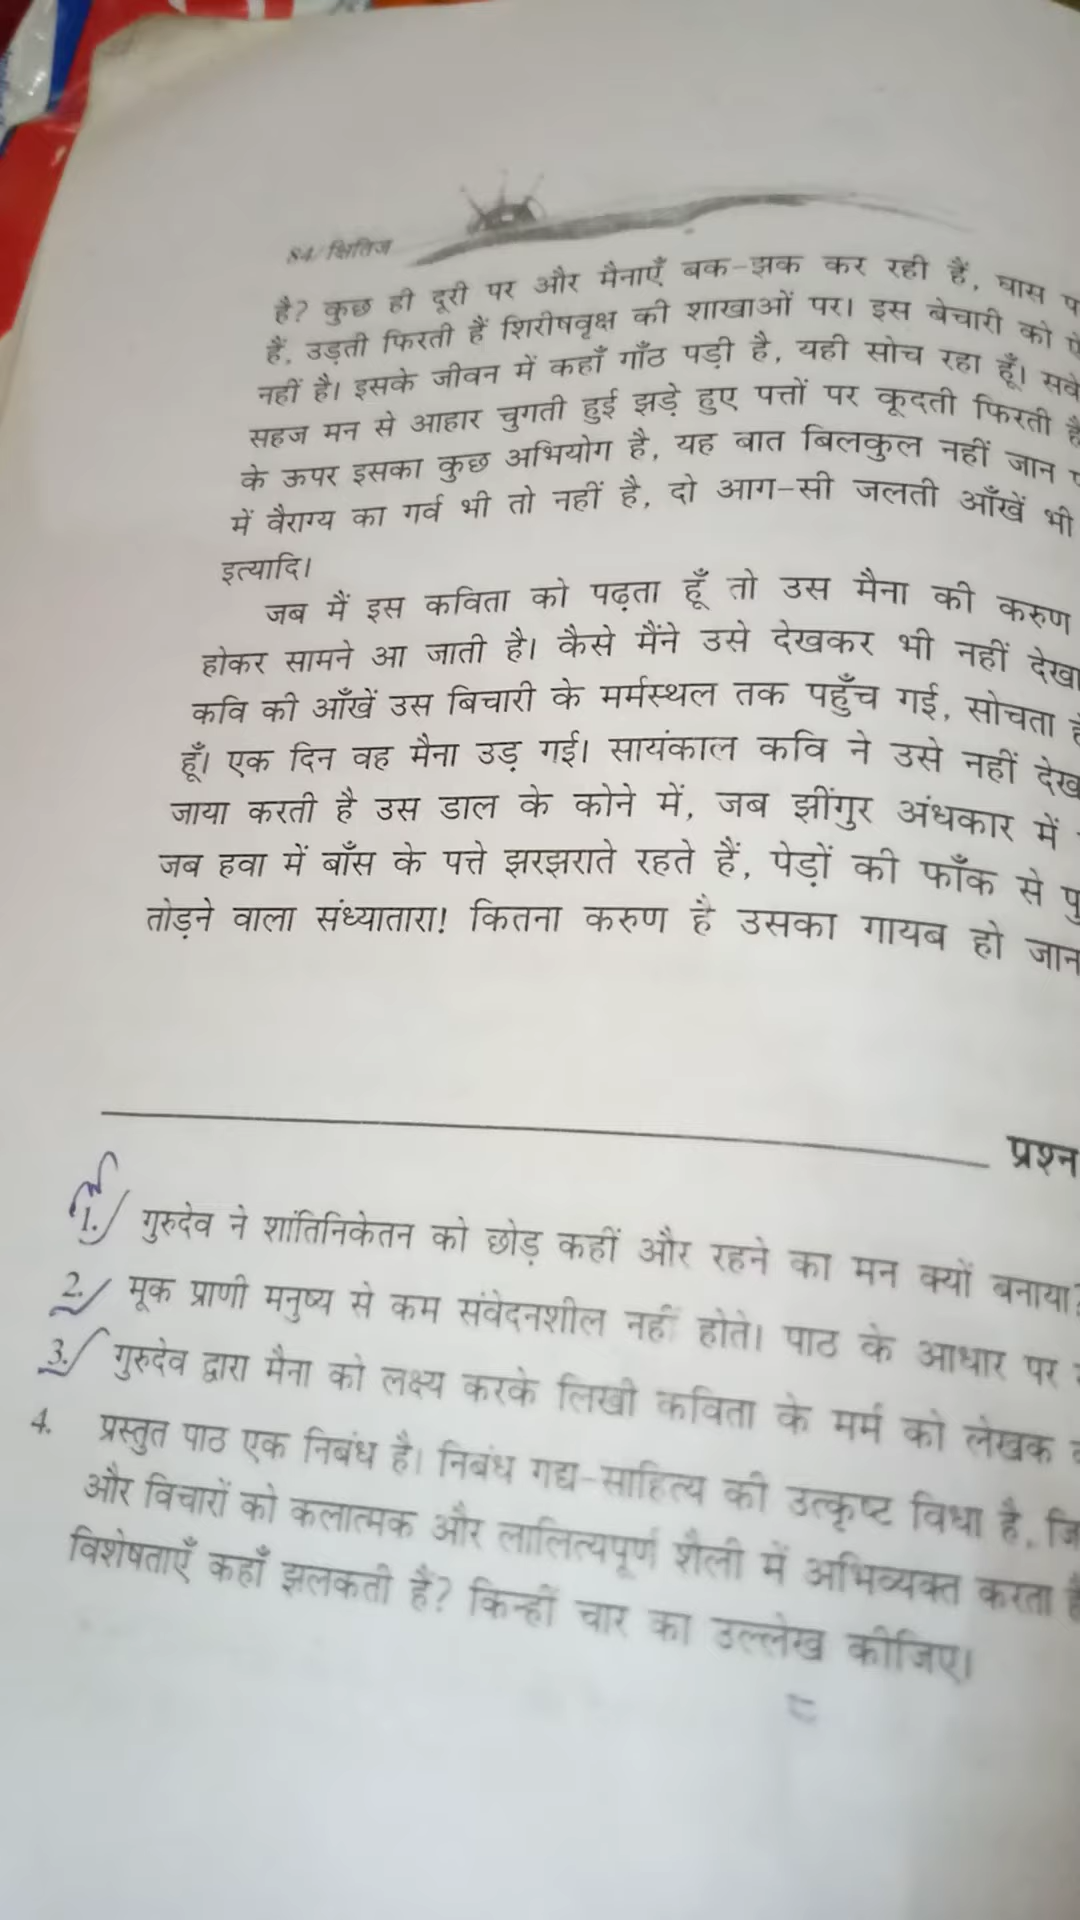 84/ क्षितिज
है? कुछ ही दूरी पर और मैनाएँ बक-झक कर रही हैं, घास
हैं, उड़ती फिरती हैं शिरीषवृक्ष की शाखाओं पर। इस बेचारी को
नहीं है। इसके जीवन में कहाँ गाँठ पड़ी है, यही सोच रहा हूँ।
सहज मन से आहार चुगती हुई झड़े हुए पत्तों पर कूदती फिरती
के ऊपर इसका कुछ अभियोग है, यह बात बिलकुल नहीं जान
में वैराग्य का गर्व भी तो नहीं है, दो आग-सी जलती आँखें भी
इत्यादि।
जब मैं इस कविता को पढ़ता हूँ तो उस मैना की करुण
होकर सामने आ जाती है। कैसे मैंने उसे देखकर भी नहीं देखा
कवि की आँखें उस बिचारी के मर्मस्थल तक पहुँच गई, सोचता
हूँ। एक दिन वह मैना उड़ गई। सायंकाल कवि ने उसे नहीं
जाया करती है उस डाल के कोने में, जब झींगुर अंधकार में
जब हवा में बाँस के पत्ते झरझराते रहते हैं, पेड़ों की फाँक से
तोड़ने वाला संध्यातारा! कितना करुण है उसका गायब हो
प्रश्न
1. गुरुदेव ने शांतिनिकेतन को छोड़ कहीं और रहने का मन क्यों बनाया?
2. मूक प्राणी मनुष्य से कम संवेदनशील नहीं होते। पाठ के आधार पर
3. गुरुदेव द्वारा मैना को लक्ष्य करके लिखी कविता के मर्म को लेखक
4. प्रस्तुत पाठ एक निबंध है। निबंध गद्य-साहित्य की उत्कृष्ट विधा है,
और विचारों को कलात्मक और लालित्यपूर्ण शैली में अभिव्यक्त करता
विशेषताएँ कहाँ झलकती हैं? किन्हीं चार का उल्लेख कीजिए।